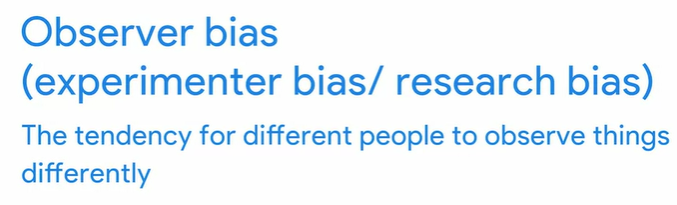 Observer bias
(experimenter bias/ research bias)
The tendency for different people to observe things
differently